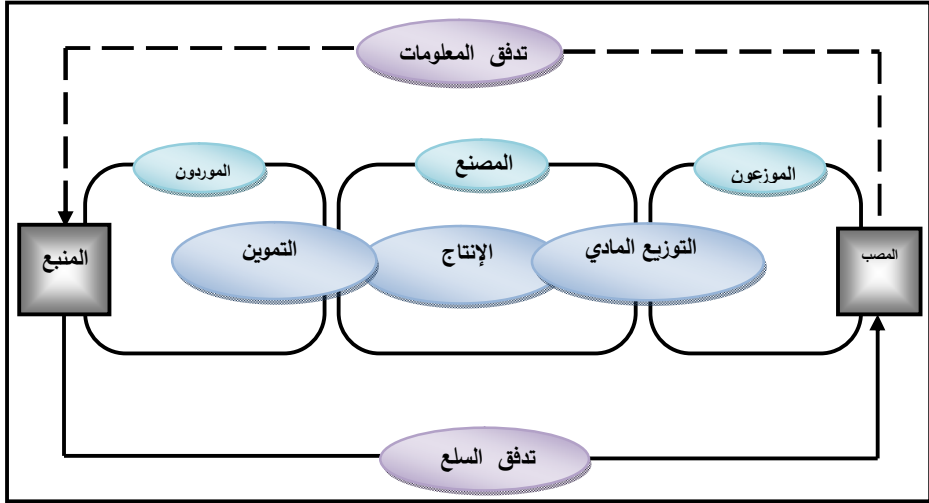 تدفق المعلومات
الموزعون
المصنع
الموردون
المصب
التوزيع المادي
الإنتاج
التموين
المنبع
تدفق السلع